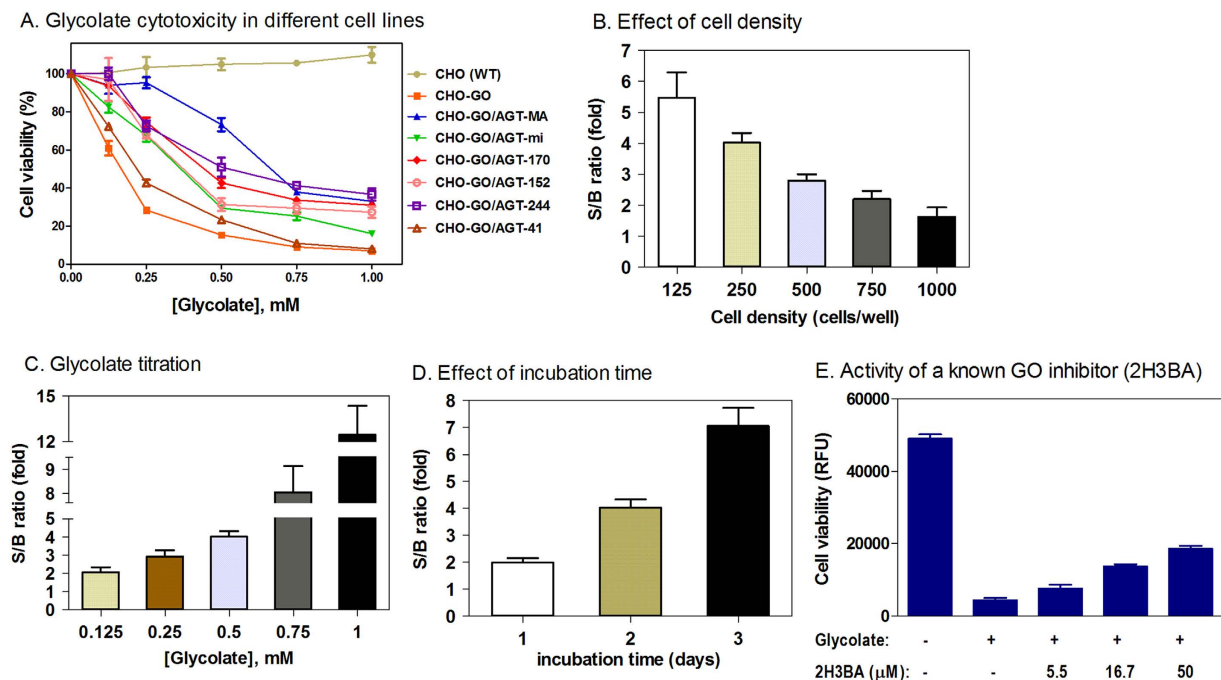 A. Glycolate cytotoxicity in different cell lines
Cell viability (%)
100
80
60
40
20
0
0.00 0.25 0.50 0.75 1.00
[Glycolate], mM
CHO (WT)
CHO-GO
CHO-GO/AGT-MA
CHO-GO/AGT-mi
CHO-GO/AGT-170
CHO-GO/AGT-152
CHO-GO/AGT-244
CHO-GO/AGT-41
B. Effect of cell density
S/B ratio (fold)
7
6
5
4
3
2
1
0
125 250 500 750 1000
Cell density (cells/well)
C. Glycolate titration
S/B ratio (fold)
15
12
9
8
5
4
3
2
1
0
0.125 0.25 0.5 0.75 1
[Glycolate], mM
D. Effect of incubation time
S/B ratio (fold)
8
7
6
5
4
3
2
1
0
1 2 3
incubation time (days)
E. Activity of a known GO inhibitor (2H3BA)
Cell viability (RFU)
60000
40000
20000
0
Glycolate: - + + + +
2H3BA (μM): - - 5.5 16.7 50